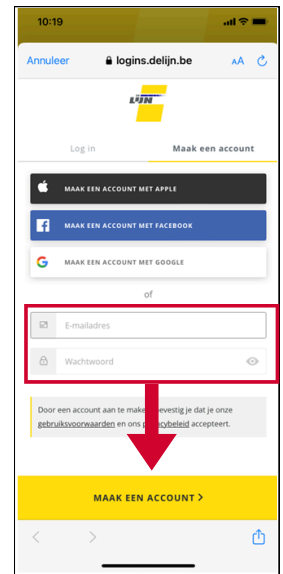 10:19
Annuleer
logins.delijn.be
AA
LIJN
Log in
Maak een account
MAAK EEN ACCOUNT MET APPLE
MAAK EEN ACCOUNT MET FACEBOOK
MAAK EEN ACCOUNT MET GOOGLE
of
E-mailadres
Wachtwoord
Door een account aan te make bevestig je dat je onze
gebruiksvoorwaarden en ons cybeleid accepteert.
MAAK EEN ACCOUNT >